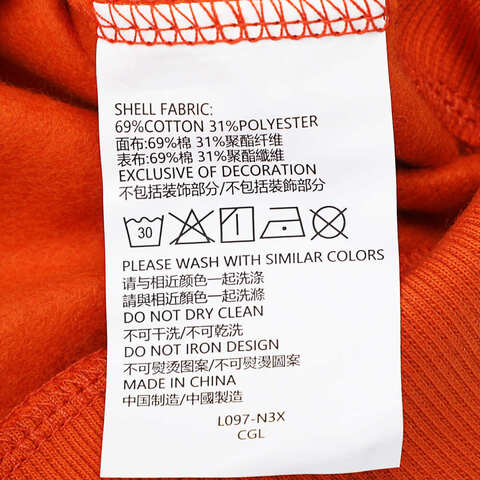 SHELL FABRIC:
69%COTTON 31%POLYESTER
面布:69%棉 31%聚酯纤维
表布:69%棉 31%聚酯纖維
EXCLUSIVE OF DECORATION
不包括装饰部分/不包括裝飾部分
30
PLEASE WASH WITH SIMILAR COLORS
请与相近颜色一起洗涤
請與相近顏色一起洗滌
DO NOT DRY CLEAN
不可干洗/不可乾洗
DO NOT IRON DESIGN
不可熨烫图案/不可熨燙圖案
MADE IN CHINA
中国制造/中國製造
L097-N3X
CGL